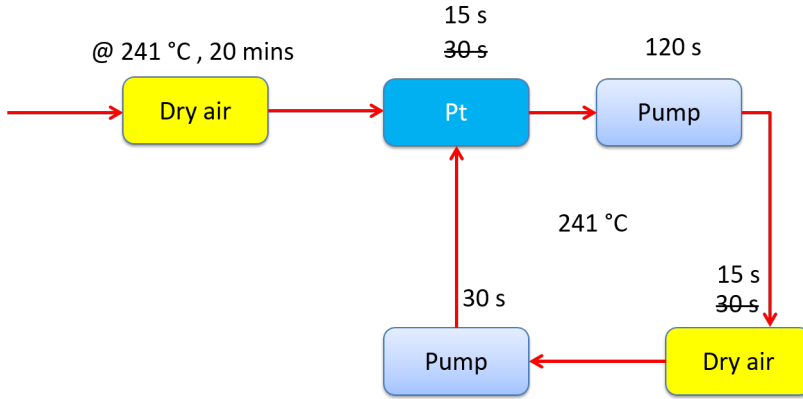 15 s
30 s
@ 241 °C , 20 mins
120 s
Dry air
Pt
Pump
241 °C
15 s
30 s
30 s
Pump
Dry air